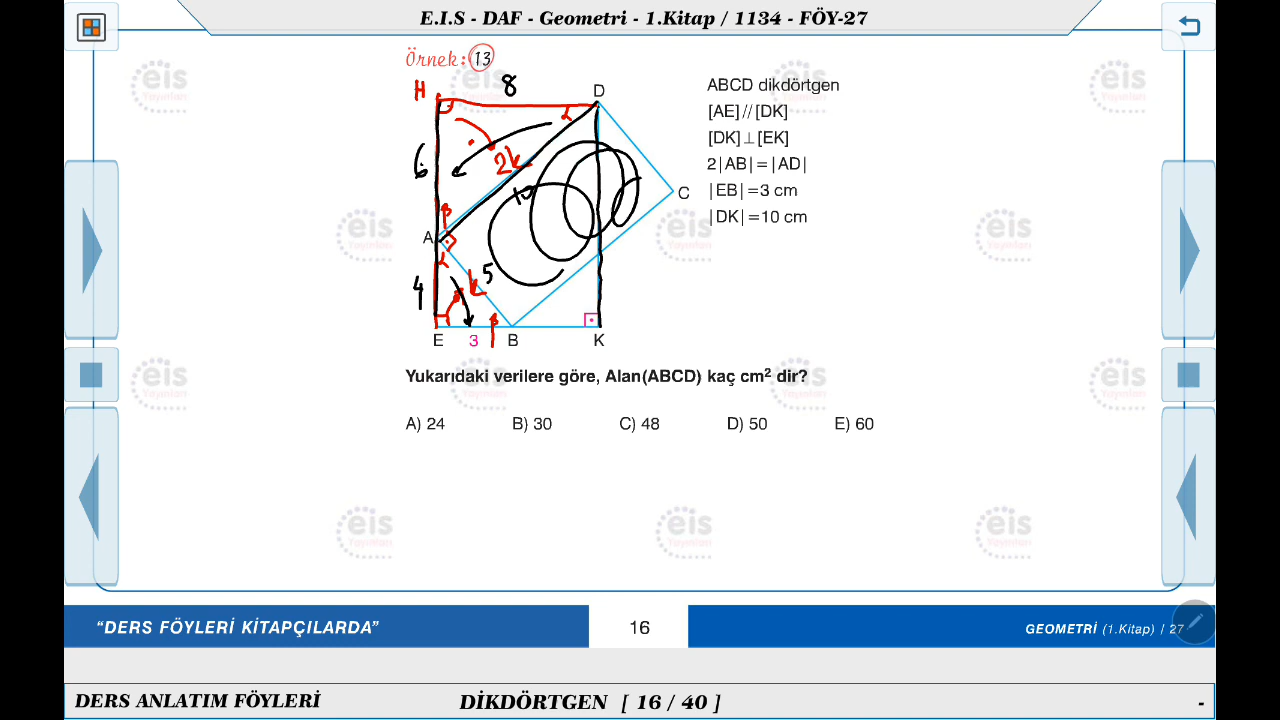 E.I.S - DAF - Geometri - 1.Kitap / 1134 - FÖY-27
Örnek: 13
H 8 D
ABCD dikdörtgen
[AE]//[DK]
[DK]⊥[EK]
2|AB|=|AD|
|EB|=3 cm
|DK|=10 cm
6 2k 10 C
β
A
α
4 k 5
β
E 3 B K
Yukarıdaki verilere göre, Alan(ABCD) kaç cm² dir?
A) 24 B) 30 C) 48 D) 50 E) 60
eis Yayınları
"DERS FÖYLERİ KİTAPÇILARDA"
16
GEOMETRİ (1.Kitap) / 27
DERS ANLATIM FÖYLERİ DİKDÖRTGEN [ 16 / 40 ] -